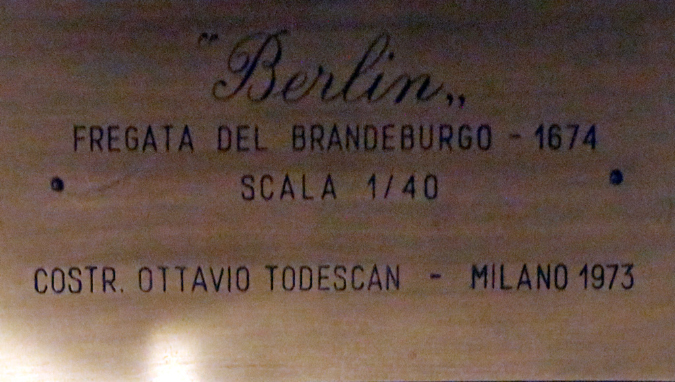 "Berlin„
FREGATA DEL BRANDEBURGO - 1674
SCALA 1/40
COSTR. OTTAVIO TODESCAN - MILANO 1973